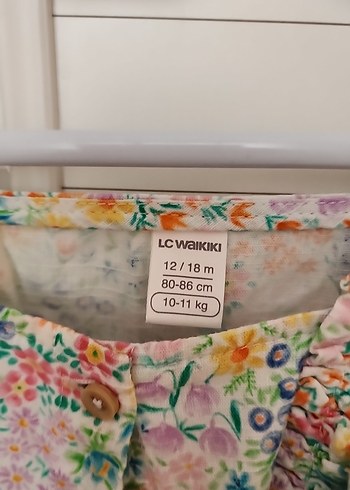 LC WAIKIKI
12 / 18 m
80-86 cm
10-11 kg